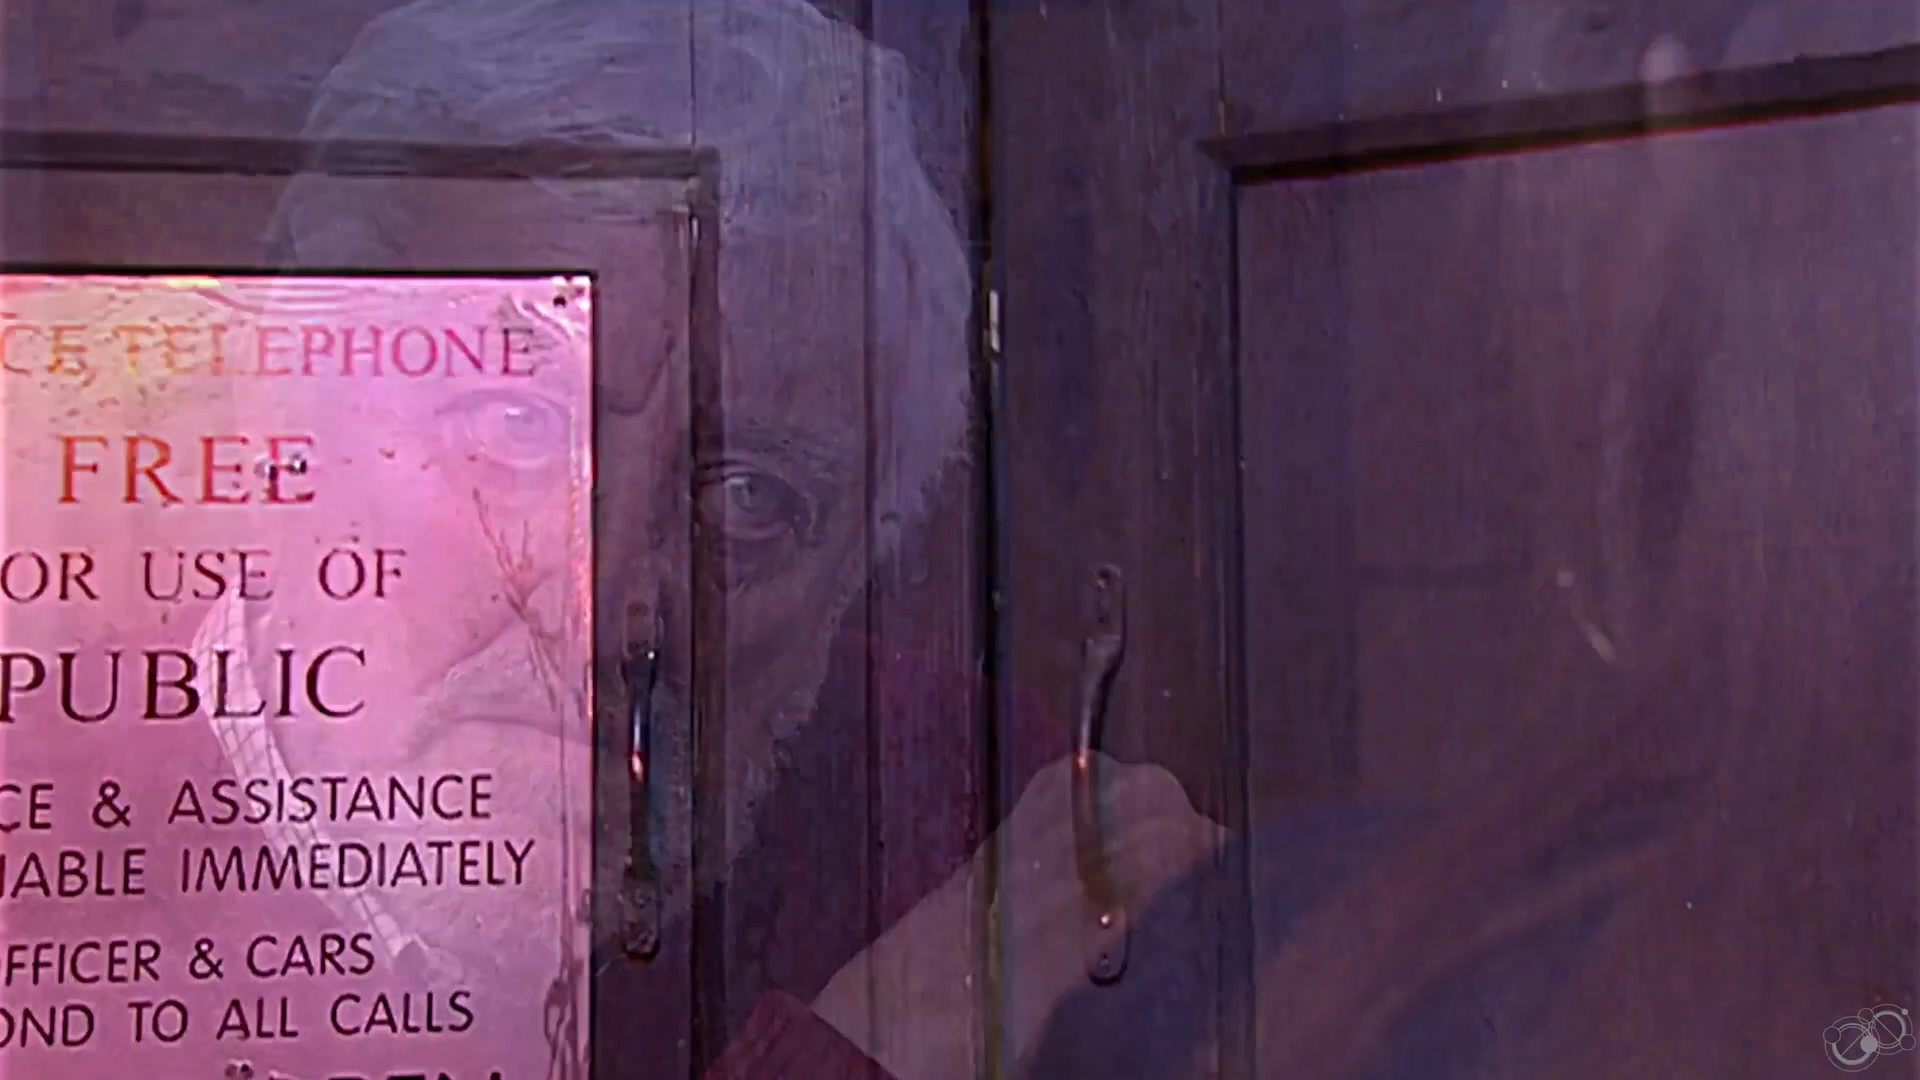 CE TELEPHONE
FREE
OR USE OF
PUBLIC
CE & ASSISTANCE
IABLE IMMEDIATELY
FFICER & CARS
OND TO ALL CALLS